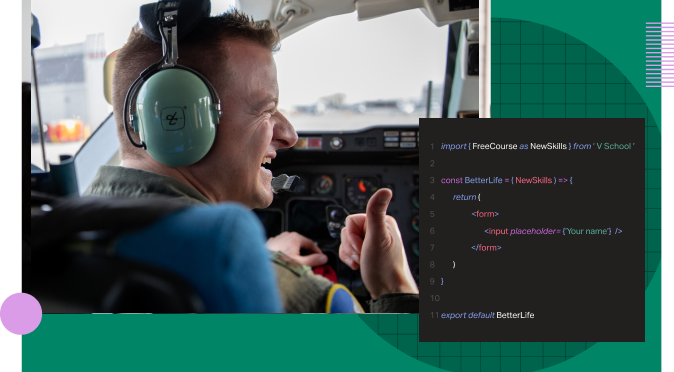 1 import { FreeCourse as NewSkills } from ' V School '
2
3 const BetterLife = ( NewSkills ) => {
4 return (
5 <form>
6 <input placeholder= {"Your name"} />
7 </form>
8 )
9 }
10
11 export default BetterLife